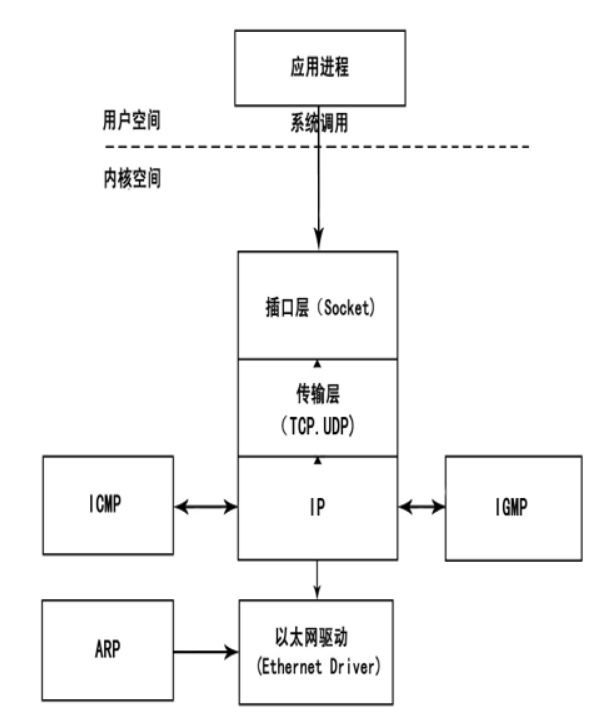 应用进程
用户空间
系统调用
内核空间
插口层（Socket）
传输层
（TCP.UDP）
ICMP
IP
IGMP
ARP
以太网驱动
(Ethernet Driver)